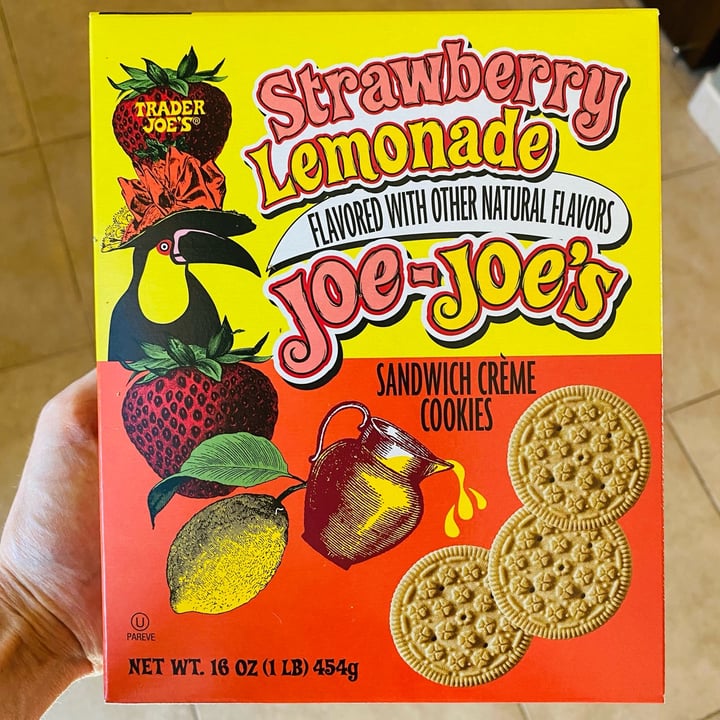 TRADER
JOE'S®
Strawberry
Lemonade
FLAVORED WITH OTHER NATURAL FLAVORS
JOE-JOE'S
SANDWICH CRÈME
COOKIES
U
PAREVE
NET WT. 16 OZ (1 LB) 454g